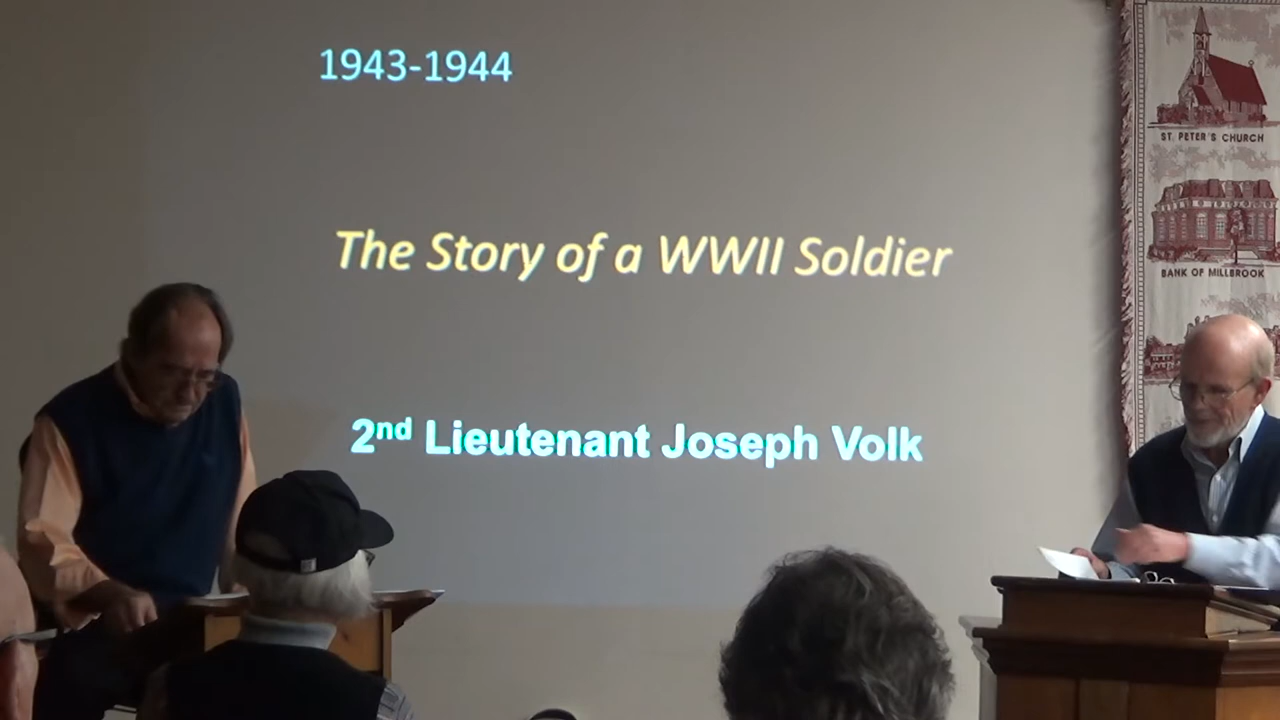 1943-1944
The Story of a WWII Soldier
2nd Lieutenant Joseph Volk
ST. PETER'S CHURCH
BANK OF MILLBROOK